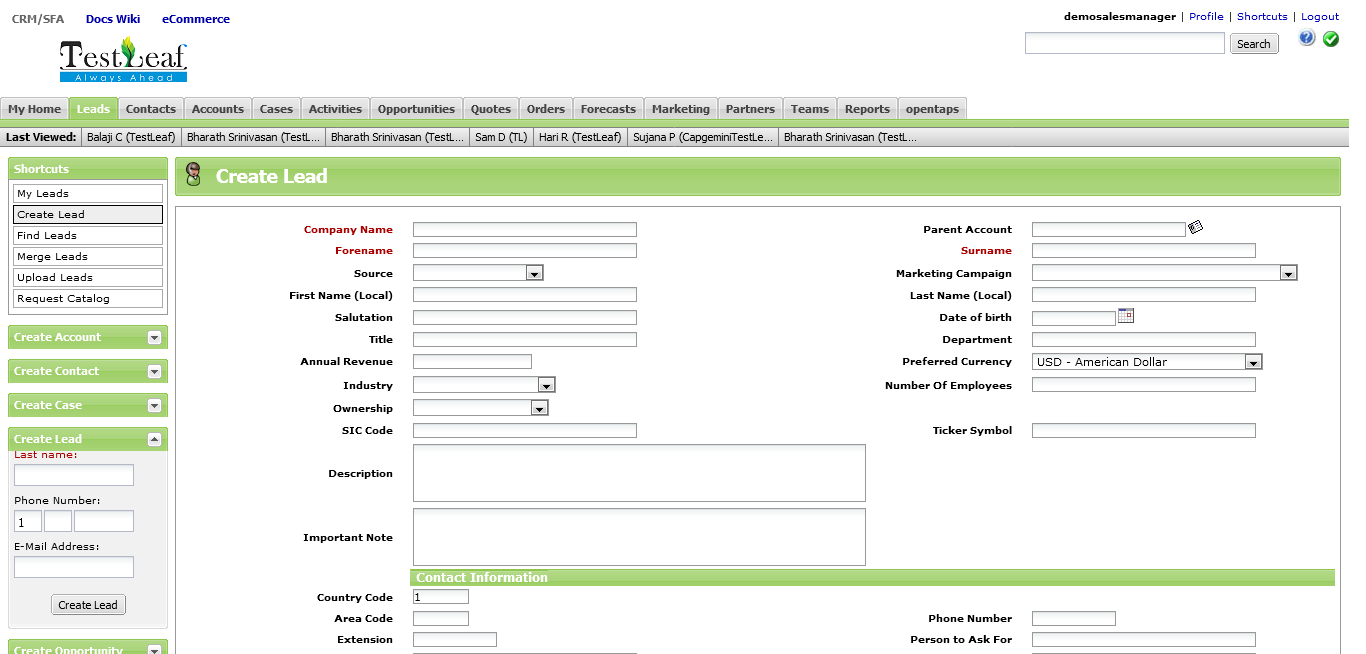 CRM/SFA Docs Wiki eCommerce
demosalesmanager | Profile | Shortcuts | Logout
TestLeaf
Always Ahead
Search
?
My Home Leads Contacts Accounts Cases Activities Opportunities Quotes Orders Forecasts Marketing Partners Teams Reports opentaps
Last Viewed: Balaji C (TestLeaf) Bharath Srinivasan (TestL... Bharath Srinivasan (TestL... Sam D (TL) Hari R (TestLeaf) Sujana P (CapgeminiTestLe... Bharath Srinivasan (TestL...
Shortcuts
My Leads
Create Lead
Find Leads
Merge Leads
Upload Leads
Request Catalog
Create Account
Create Contact
Create Case
Create Lead
Last name:
Phone Number:
1
E-Mail Address:
Create Lead
Create Opportunity
Create Lead
Company Name Parent Account
Forename Surname
Source Marketing Campaign
First Name (Local) Last Name (Local)
Salutation Date of birth
Title Department
Annual Revenue Preferred Currency USD - American Dollar
Industry Number Of Employees
Ownership
SIC Code Ticker Symbol
Description
Important Note
Contact Information
Country Code 1
Area Code Phone Number
Extension Person to Ask For